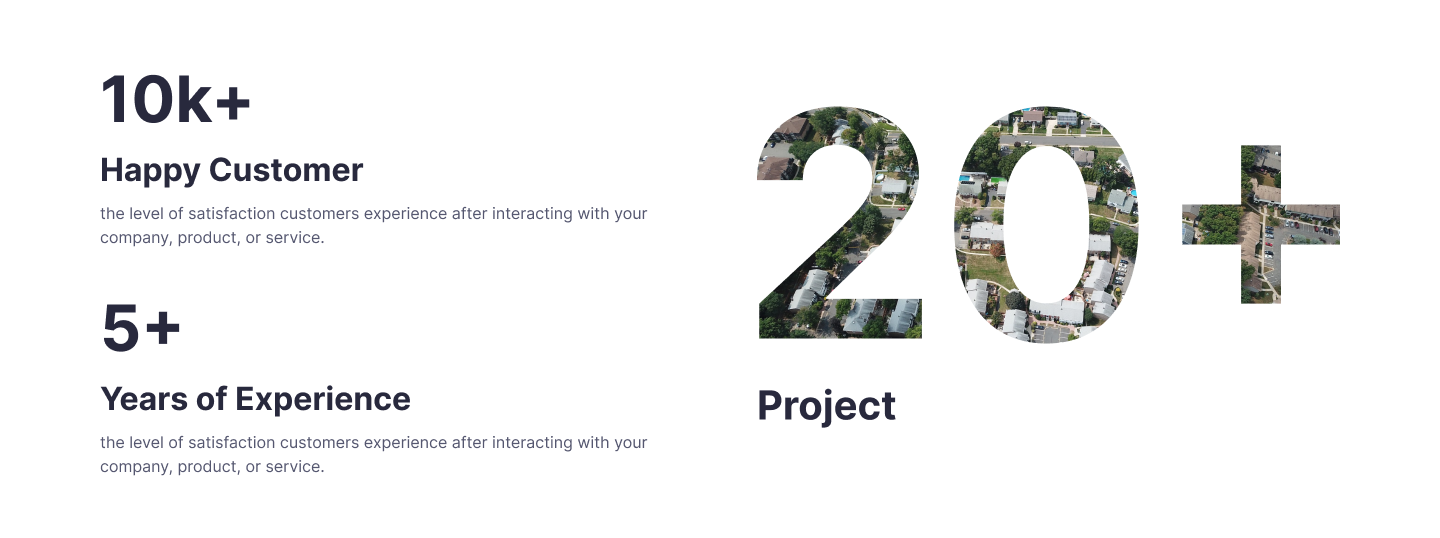 10k+
Happy Customer
the level of satisfaction customers experience after interacting with your
company, product, or service.
5+
Years of Experience
the level of satisfaction customers experience after interacting with your
company, product, or service.
20+
Project